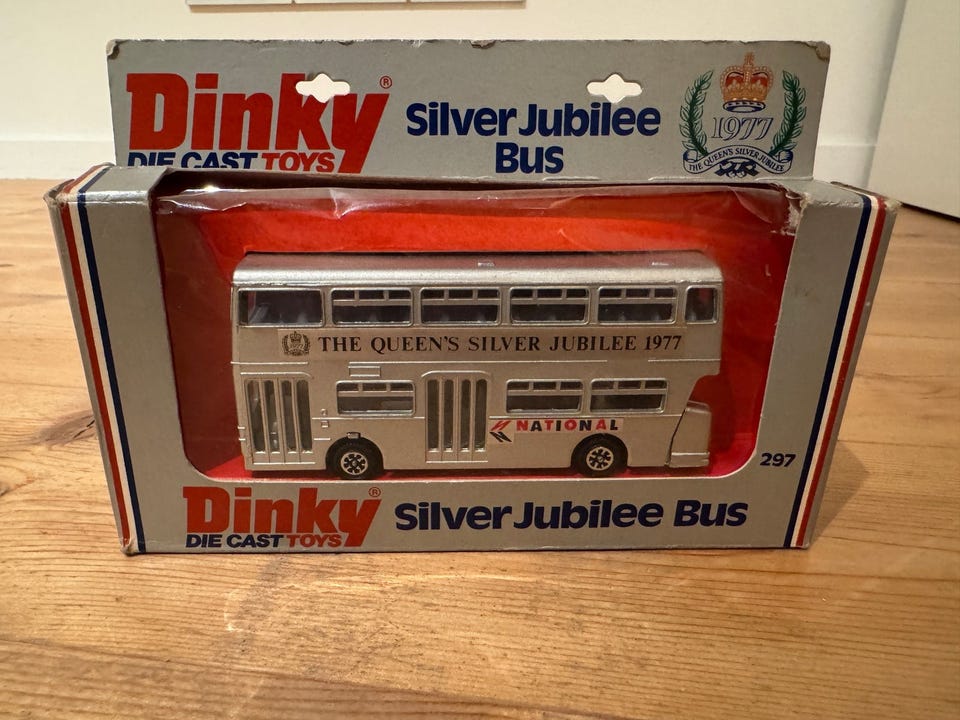 Dinky®
DIE CAST TOYS
Silver Jubilee
Bus
1977
THE QUEEN'S SILVER JUBILEE
THE QUEEN'S SILVER JUBILEE 1977
NATIONAL
297
Dinky®
DIE CAST TOYS
Silver Jubilee Bus